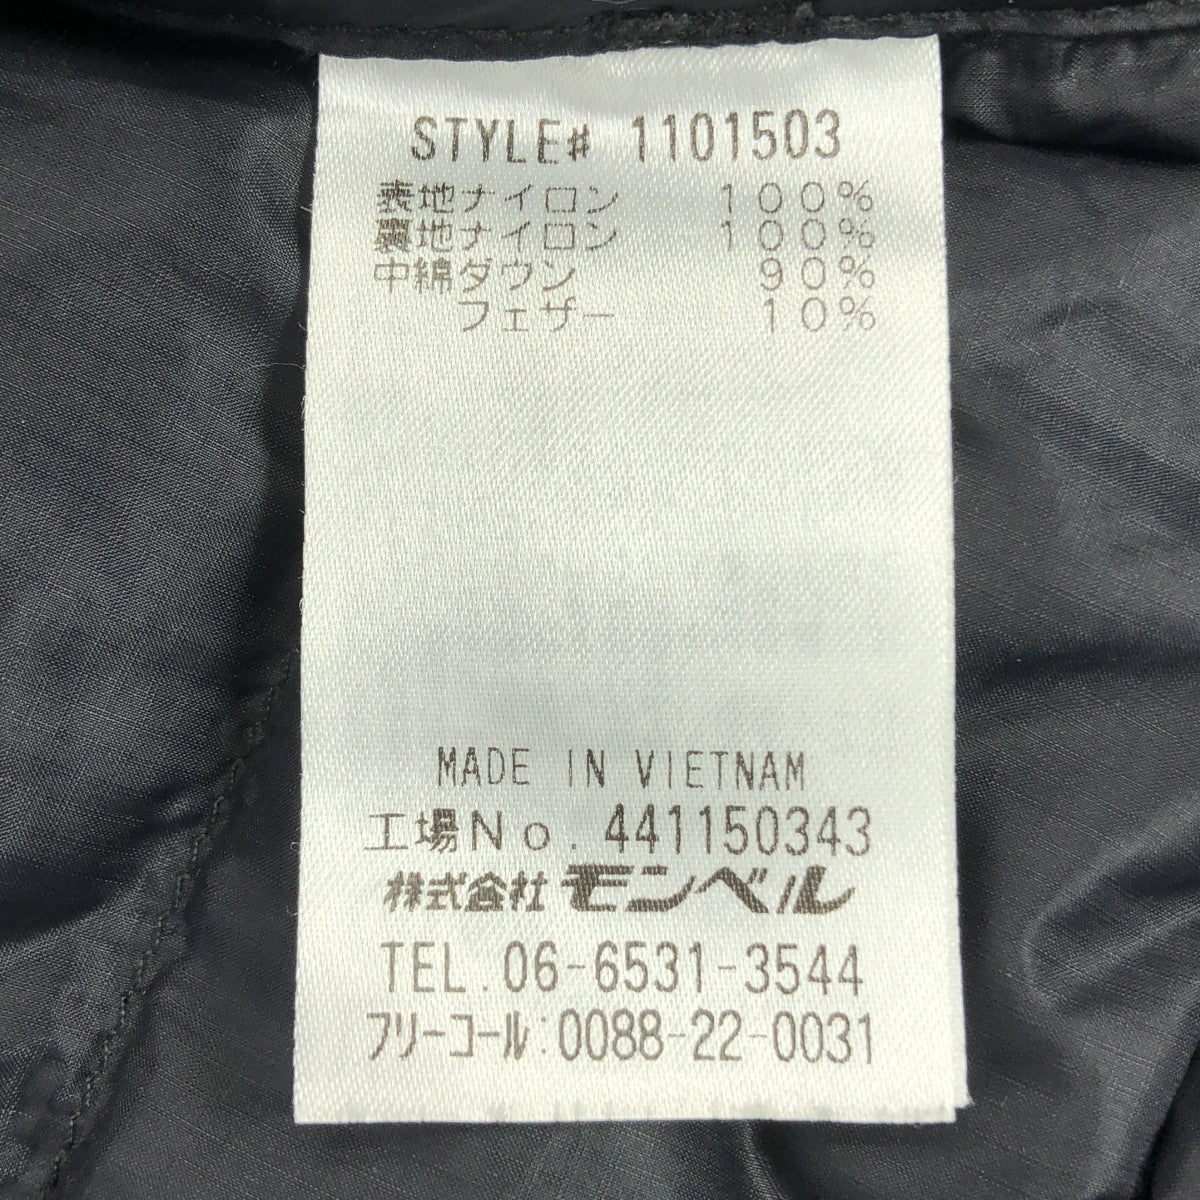 STYLE# 1101503
表地ナイロン 100%
裏地ナイロン 100%
中綿ダウン 90%
フェザー 10%
MADE IN VIETNAM
工場No. 441150343
株式会社モンベル
TEL.06-6531-3544
フリーコール:0088-22-0031